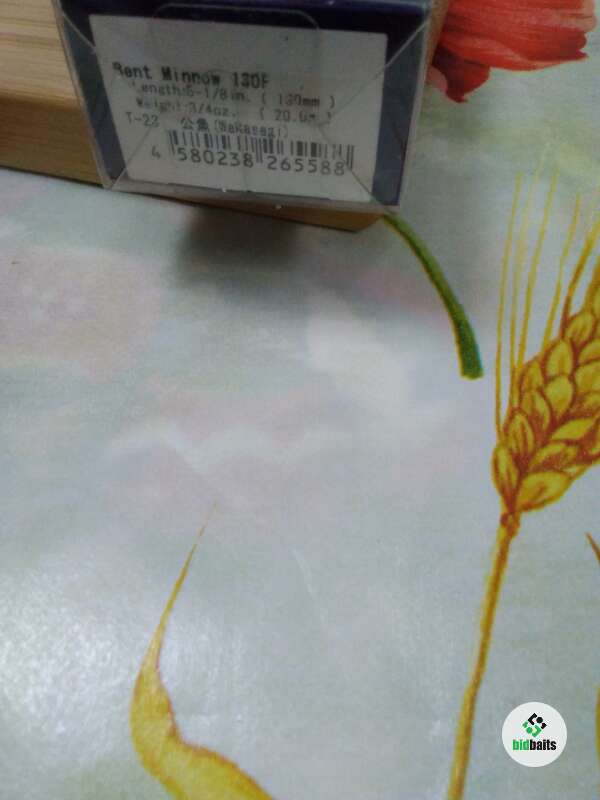 Bent Minnow 130F
Length:5-1/8in. ( 130mm )
Weight:3/4oz. ( 20.0g )
T-23 公魚(Wakasagi)
4 580238 265588
bidbaits